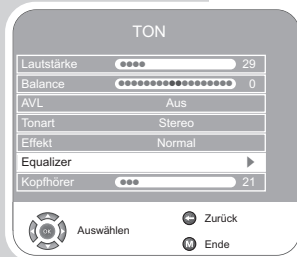 TON
Lautstärke 29
Balance 0
AVL Aus
Tonart Stereo
Effekt Normal
Equalizer
Kopfhörer 21
OK Auswählen
Zurück
M Ende